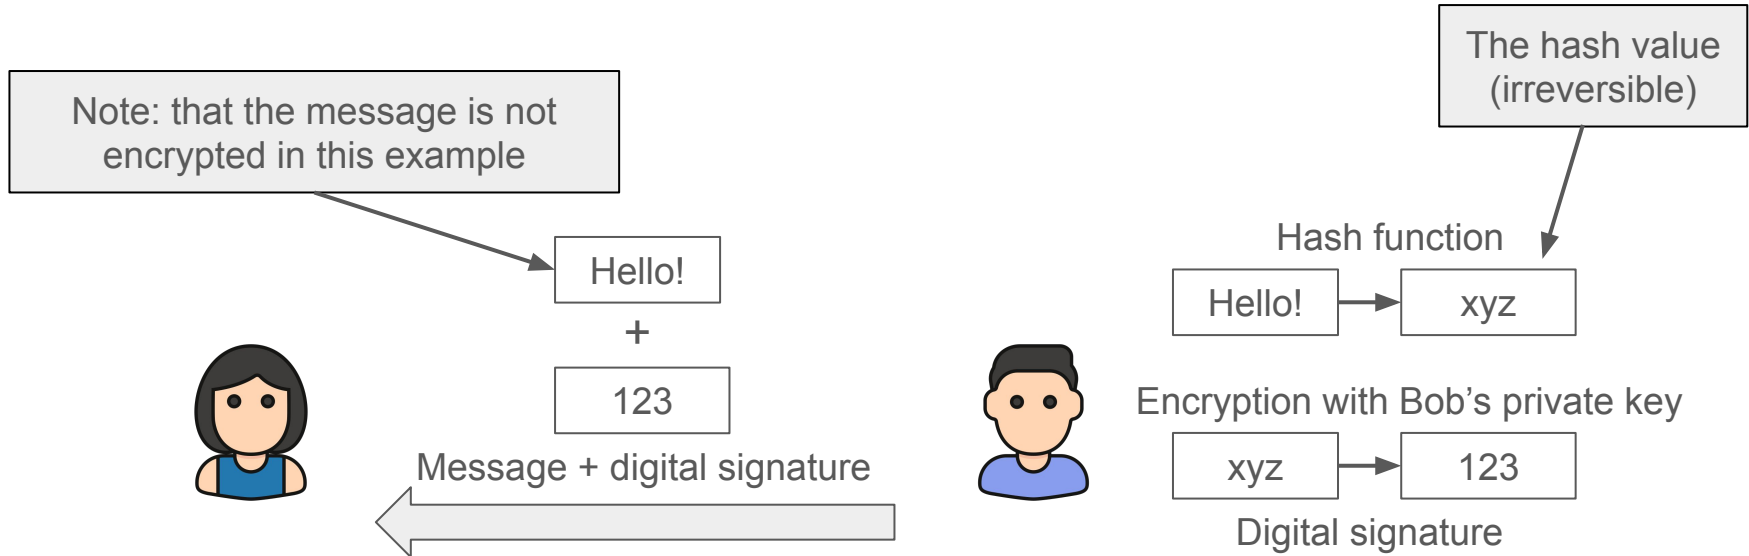 Note: that the message is not
encrypted in this example
Hello!
+
123
Message + digital signature
The hash value
(irreversible)
Hash function
Hello!
xyz
Encryption with Bob’s private key
xyz
123
Digital signature